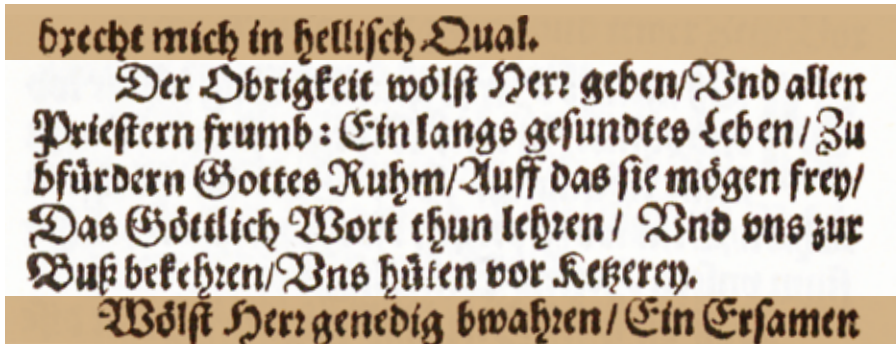 brecht mich in hellisch Qual.
Der Obrigkeit wölst Herr geben/Vnd allen
Priestern frumb: Ein langs gesundtes Leben/Zu
bfürdern Gottes Ruhm/Auff das sie mögen frey/
Das Göttlich Wort thun lehren/ Vnd vns zur
Buß bekehren/Vns hüten vor Ketzerey.
Wölst Herr genedig bwahren/Ein Ersamen